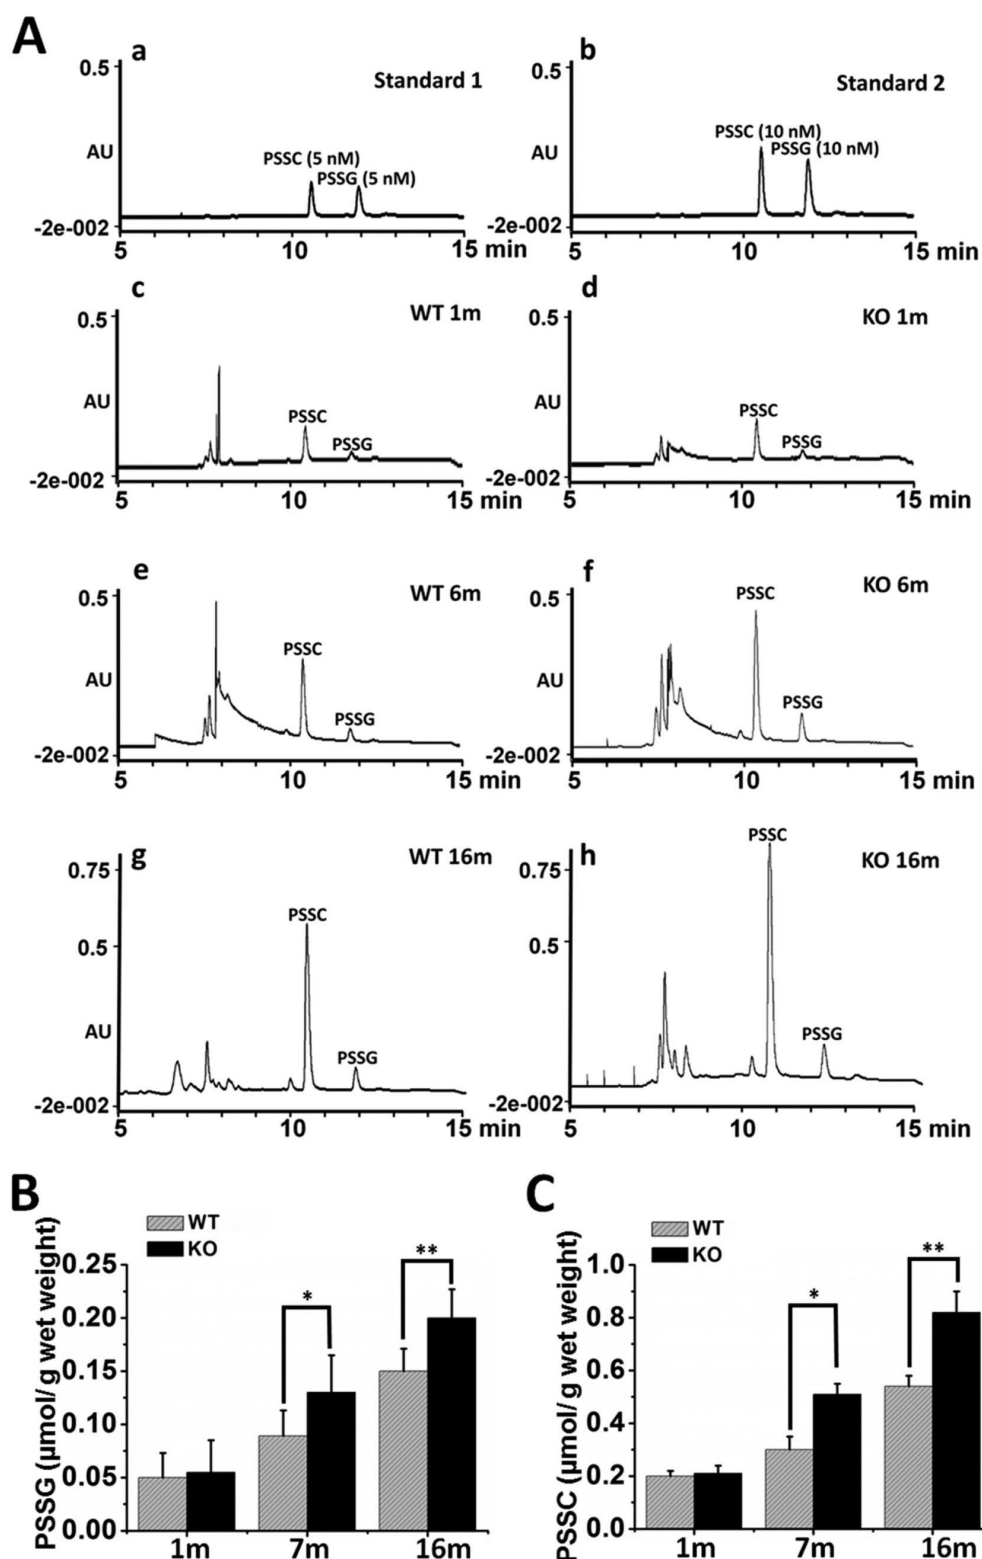 A
a
Standard 1
0.5
AU
PSSC (5 nM)
PSSG (5 nM)
-2e-002
5 10 15 min
b
Standard 2
0.5
AU
PSSC (10 nM)
PSSG (10 nM)
-2e-002
5 10 15 min
c
WT 1m
0.5
AU
PSSC
PSSG
-2e-002
5 10 15 min
d
KO 1m
0.5
AU
PSSC
PSSG
-2e-002
5 10 15 min
e
WT 6m
0.5
PSSC
AU
PSSG
-2e-002
5 10 15 min
f
KO 6m
0.5
PSSC
AU
PSSG
-2e-002
5 10 15 min
g
WT 16m
0.75
PSSC
0.5
AU
PSSG
-2e-002
5 10 15 min
h
KO 16m
PSSC
0.75
0.5
PSSG
-2e-002
5 10 15 min
B
WT
KO
PSSG (μmol/ g wet weight)
0.25
0.20
0.15
0.10
0.05
0.00
*
**
1m 7m 16m
C
WT
KO
PSSC (μmol/ g wet weight)
1.0
0.8
0.6
0.4
0.2
0.0
*
**
1m 7m 16m